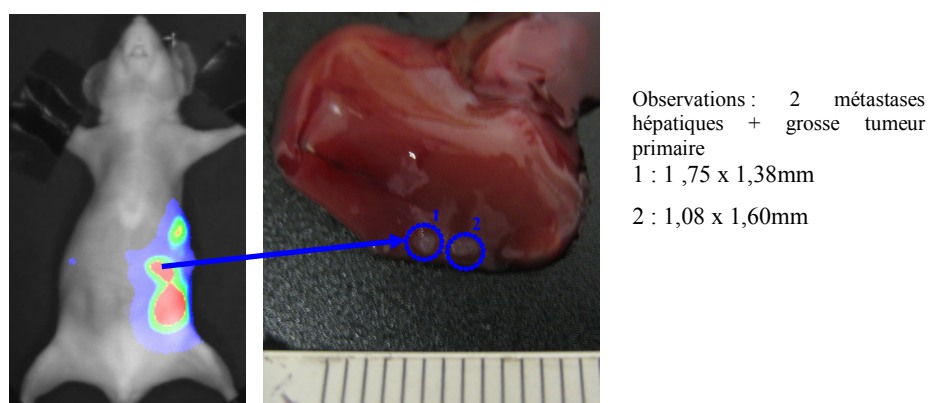 1
2
Observations : 2 métastases
hépatiques + grosse tumeur
primaire
1 : 1 ,75 x 1,38mm
2 : 1,08 x 1,60mm